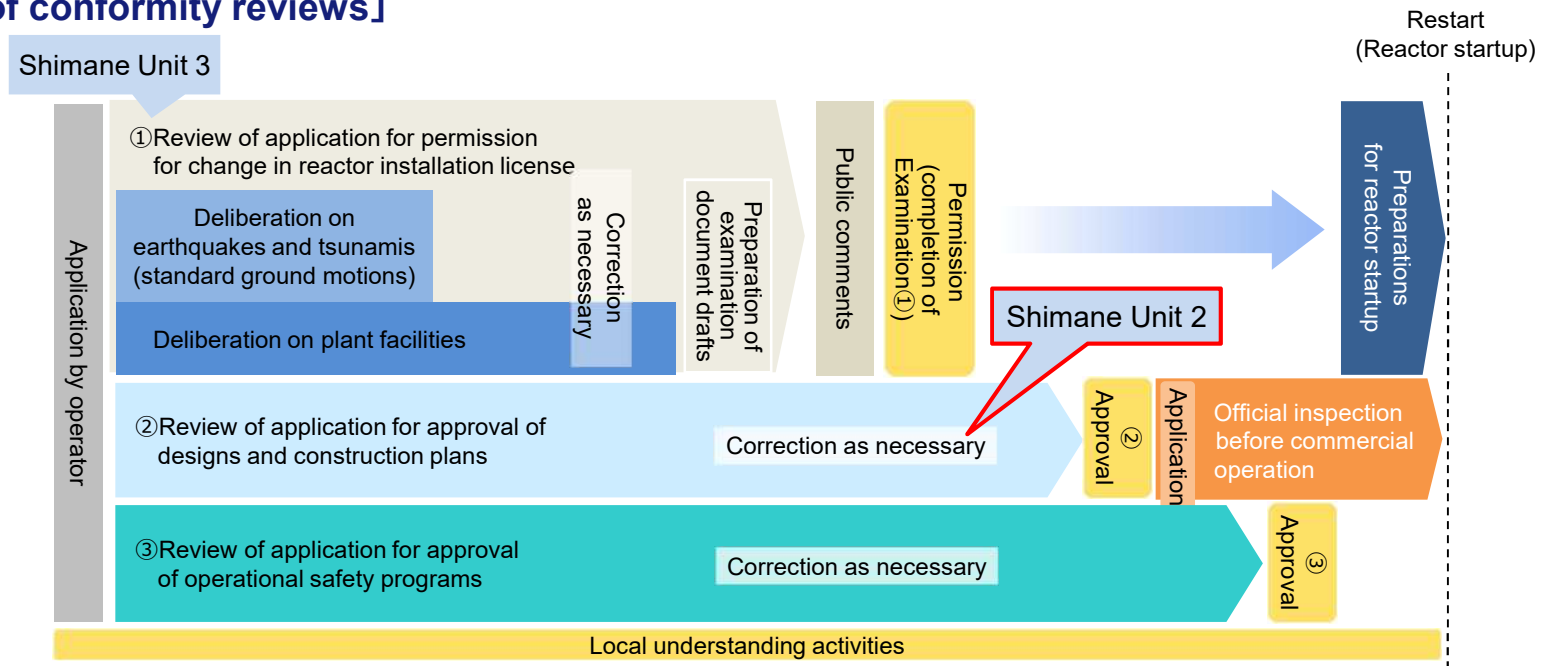 of conformity reviews」
Restart
(Reactor startup)
Shimane Unit 3
Application by operator
①Review of application for permission
for change in reactor installation license
Deliberation on
earthquakes and tsunamis
(standard ground motions)
Deliberation on plant facilities
Correction
as necessary
Preparation of
examination
document drafts
Public comments
Permission
(completion of
Examination①)
Preparations
for reactor startup
Shimane Unit 2
②Review of application for approval of
designs and construction plans
Correction as necessary
②
Approval
Application
Official inspection
before commercial
operation
③Review of application for approval
of operational safety programs
Correction as necessary
③
Approval
Local understanding activities